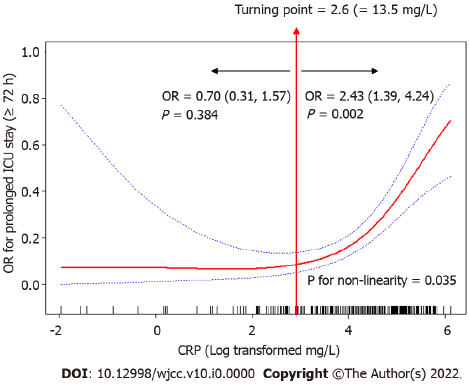 Turning point = 2.6 (= 13.5 mg/L)
OR = 0.70 (0.31, 1.57)
P = 0.384
OR = 2.43 (1.39, 4.24)
P = 0.002
OR for prolonged ICU stay (≥ 72 h)
1.0
0.8
0.6
0.4
0.2
0.0
P for non-linearity = 0.035
-2
0
2
4
6
CRP (Log transformed mg/L)
DOI: 10.12998/wjcc.v10.i0.0000 Copyright ©The Author(s) 2022.